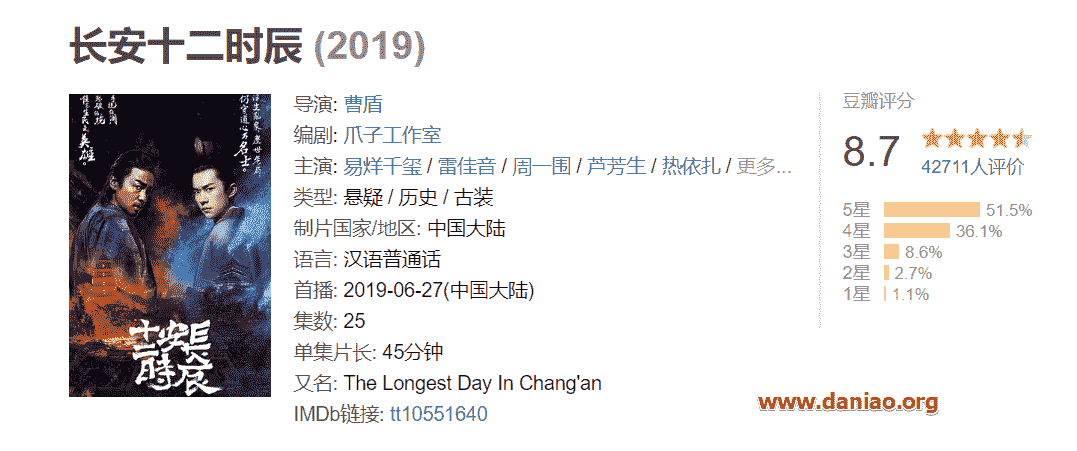 长安十二时辰 (2019)
十二時辰
長安
导演: 曹盾
编剧: 爪子工作室
主演: 易烊千玺 / 雷佳音 / 周一围 / 芦芳生 / 热依扎 / 更多...
类型: 悬疑 / 历史 / 古装
制片国家/地区: 中国大陆
语言: 汉语普通话
首播: 2019-06-27(中国大陆)
集数: 25
单集片长: 45分钟
又名: The Longest Day In Chang'an
IMDb链接: tt10551640
豆瓣评分
8.7
42711人评价
5星 51.5%
4星 36.1%
3星 8.6%
2星 2.7%
1星 1.1%
www.daniao.org